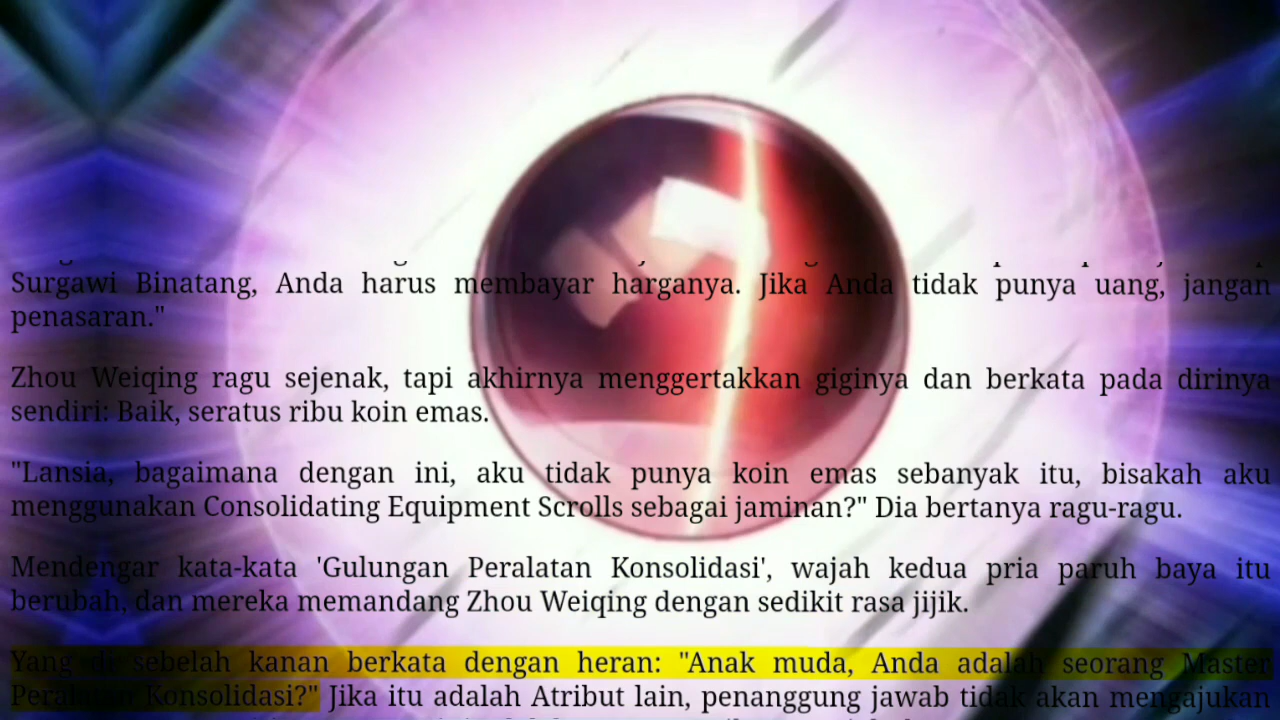 Surgawi Binatang, Anda harus membayar harganya. Jika Anda tidak punya uang, jangan
penasaran."
Zhou Weiqing ragu sejenak, tapi akhirnya menggertakkan giginya dan berkata pada dirinya
sendiri: Baik, seratus ribu koin emas.
"Lansia, bagaimana dengan ini, aku tidak punya koin emas sebanyak itu, bisakah aku
menggunakan Consolidating Equipment Scrolls sebagai jaminan?" Dia bertanya ragu-ragu.
Mendengar kata-kata 'Gulungan Peralatan Konsolidasi', wajah kedua pria paruh baya itu
berubah, dan mereka memandang Zhou Weiqing dengan sedikit rasa jijik.
Yang di sebelah kanan berkata dengan heran: "Anak muda, Anda adalah seorang Master
Peralatan Konsolidasi?" Jika itu adalah Atribut lain, penanggung jawab tidak akan mengajukan